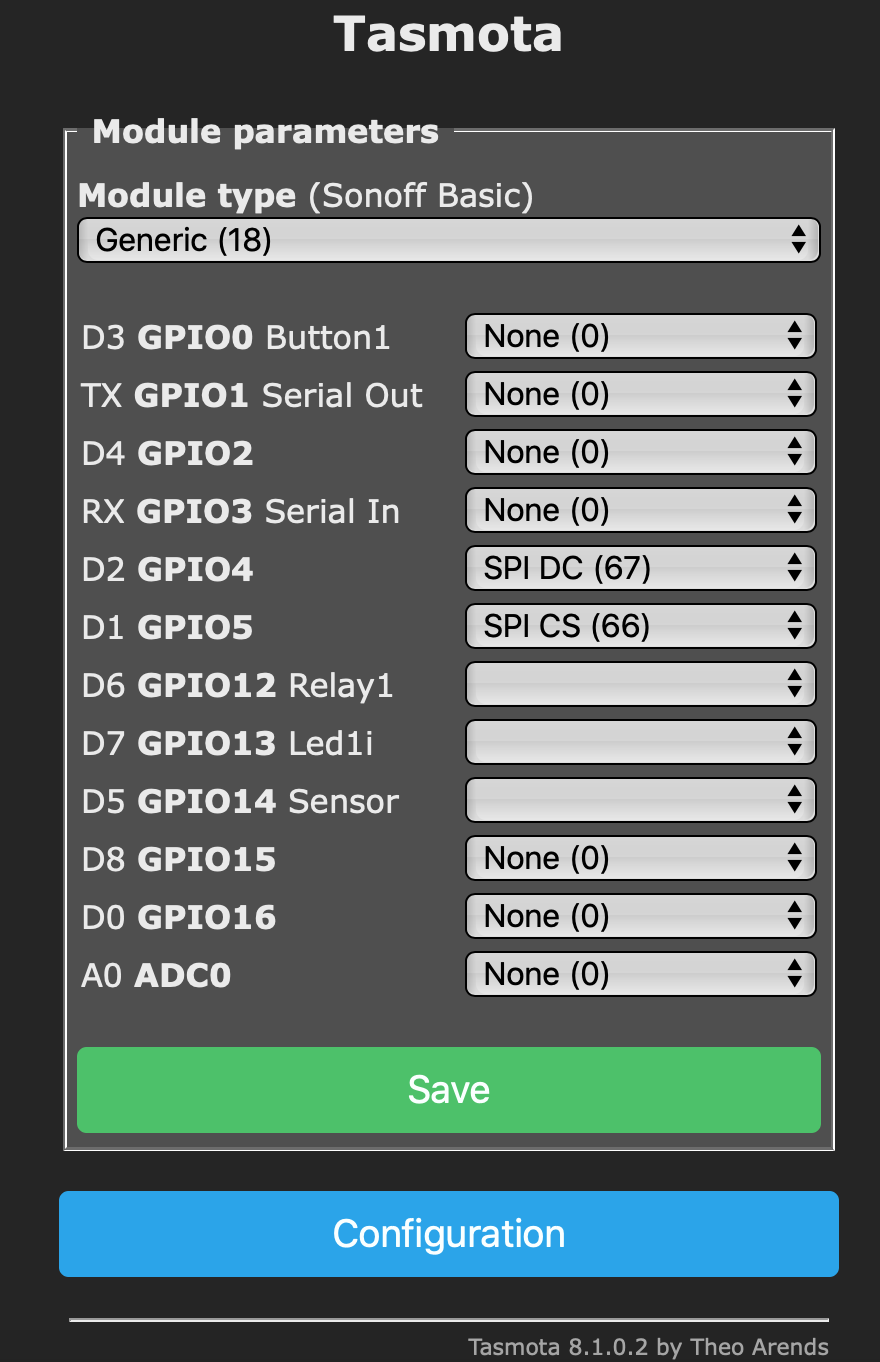 Tasmota
Module parameters
Module type (Sonoff Basic)
Generic (18)
D3 GPIO0 Button1 None (0)
TX GPIO1 Serial Out None (0)
D4 GPIO2 None (0)
RX GPIO3 Serial In None (0)
D2 GPIO4 SPI DC (67)
D1 GPIO5 SPI CS (66)
D6 GPIO12 Relay1
D7 GPIO13 Led1i
D5 GPIO14 Sensor
D8 GPIO15 None (0)
D0 GPIO16 None (0)
A0 ADC0 None (0)
Save
Configuration
Tasmota 8.1.0.2 by Theo Arends